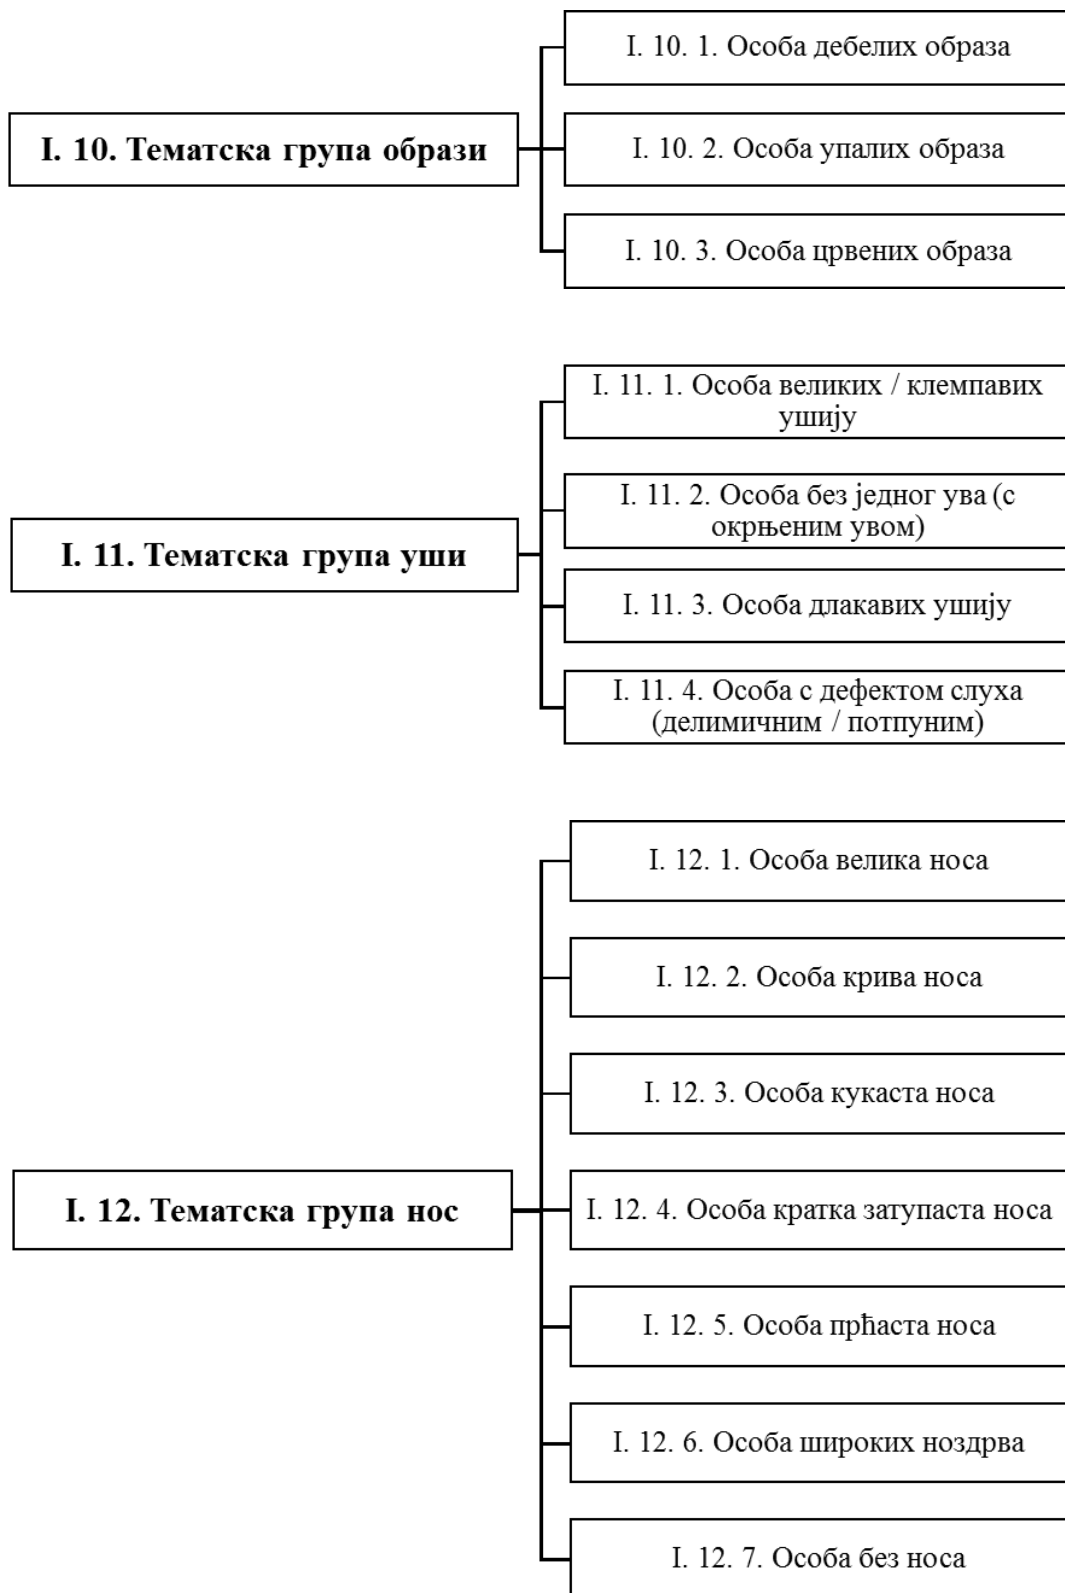 I. 10. Тематска група образи
I. 10. 1. Особа дебелих образа
I. 10. 2. Особа упалих образа
I. 10. 3. Особа црвених образа
I. 11. Тематска група уши
I. 11. 1. Особа великих / клемпавих
ушију
I. 11. 2. Особа без једног ува (с
окрњеним увом)
I. 11. 3. Особа длакавих ушију
I. 11. 4. Особа с дефектом слуха
(делимичним / потпуним)
I. 12. Тематска група нос
I. 12. 1. Особа велика носа
I. 12. 2. Особа крива носа
I. 12. 3. Особа кукаста носа
I. 12. 4. Особа кратка затупаста носа
I. 12. 5. Особа прћаста носа
I. 12. 6. Особа широких ноздрва
I. 12. 7. Особа без носа